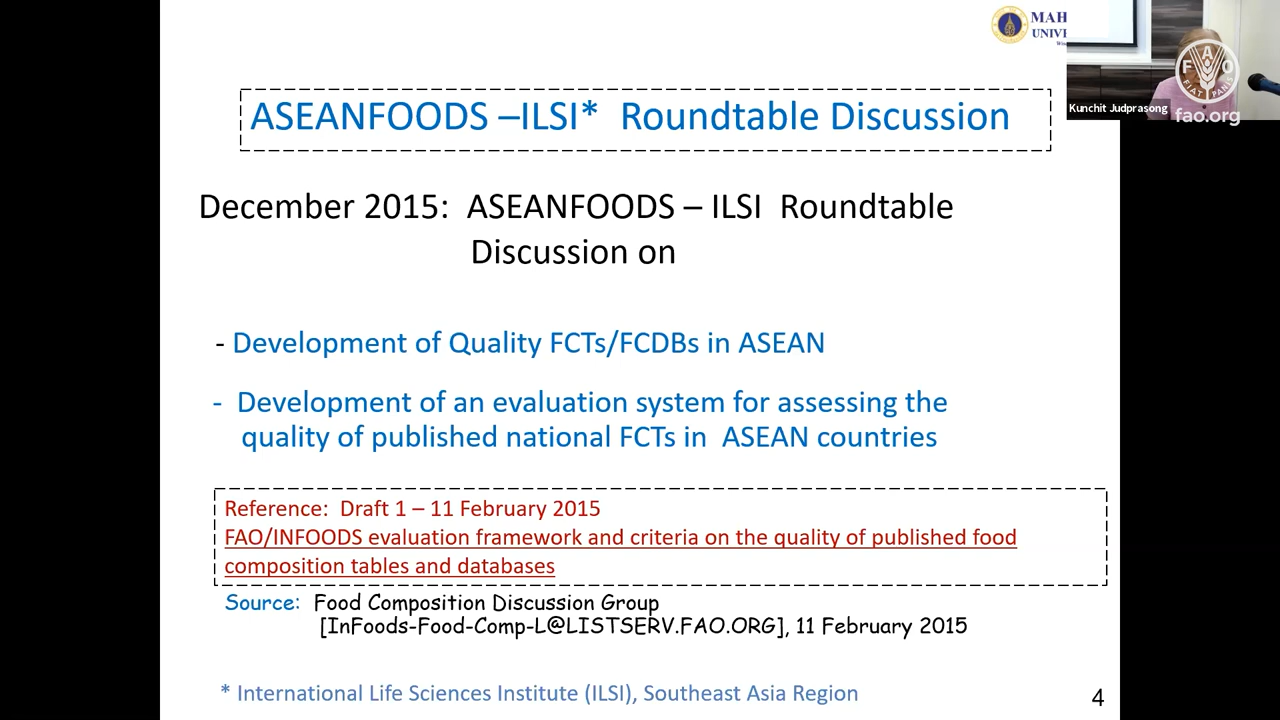 MAH
UNIVE
FAO
FIAT PANIS
Kunchit Judprasong
fao.org
ASEANFOODS –ILSI* Roundtable Discussion
December 2015: ASEANFOODS – ILSI Roundtable
Discussion on
- Development of Quality FCTs/FCDBs in ASEAN
- Development of an evaluation system for assessing the
quality of published national FCTs in ASEAN countries
Reference: Draft 1 – 11 February 2015
FAO/INFOODS evaluation framework and criteria on the quality of published food
composition tables and databases
Source: Food Composition Discussion Group
[InFoods-Food-Comp-L@LISTSERV.FAO.ORG], 11 February 2015
* International Life Sciences Institute (ILSI), Southeast Asia Region
4